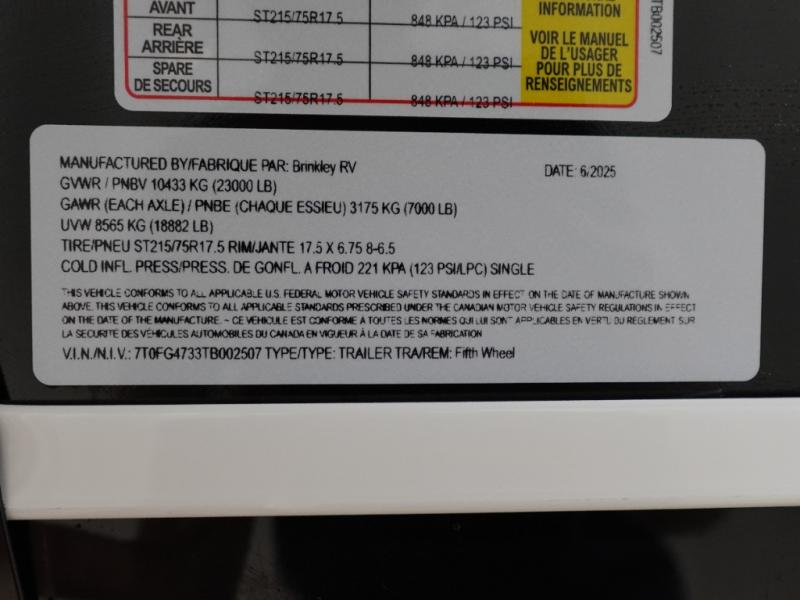 AVANT ST215/75R17.5 848 KPA / 123 PSI
REAR
ARRIÈRE ST215/75R17.5 848 KPA / 123 PSI
SPARE
DE SECOURS ST215/75R17.5 848 KPA / 123 PSI
INFORMATION
VOIR LE MANUEL
DE L'USAGER
POUR PLUS DE
RENSEIGNEMENTS
TB002507
MANUFACTURED BY/FABRIQUE PAR: Brinkley RV DATE: 6/2025
GVWR / PNBV 10433 KG (23000 LB)
GAWR (EACH AXLE) / PNBE (CHAQUE ESSIEU) 3175 KG (7000 LB)
UVW 8565 KG (18882 LB)
TIRE/PNEU ST215/75R17.5 RIM/JANTE 17.5 X 6.75 8-6.5
COLD INFL. PRESS/PRESS. DE GONFL. A FROID 221 KPA (123 PSI/LPC) SINGLE
THIS VEHICLE CONFORMS TO ALL APPLICABLE U.S. FEDERAL MOTOR VEHICLE SAFETY STANDARDS IN EFFECT ON THE DATE OF MANUFACTURE SHOWN
ABOVE. THIS VEHICLE CONFORMS TO ALL APPLICABLE STANDARDS PRESCRIBED UNDER THE CANADIAN MOTOR VEHICLE SAFETY REGULATIONS IN EFFECT
ON THE DATE OF THE MANUFACTURE. - CE VEHICULE EST CONFORME A TOUTES LES NORMES QUI LUI SONT APPLICABLES EN VERTU DU REGLEMENT SUR
LA SECURITE DES VÉHICULES AUTOMOBILES DU CANADA EN VIGUEUR À LA DATE DE SA FABRICATION
V.I.N./N.I.V.: 7T0FG4733TB002507 TYPE/TYPE: TRAILER TRA/REM: Fifth Wheel